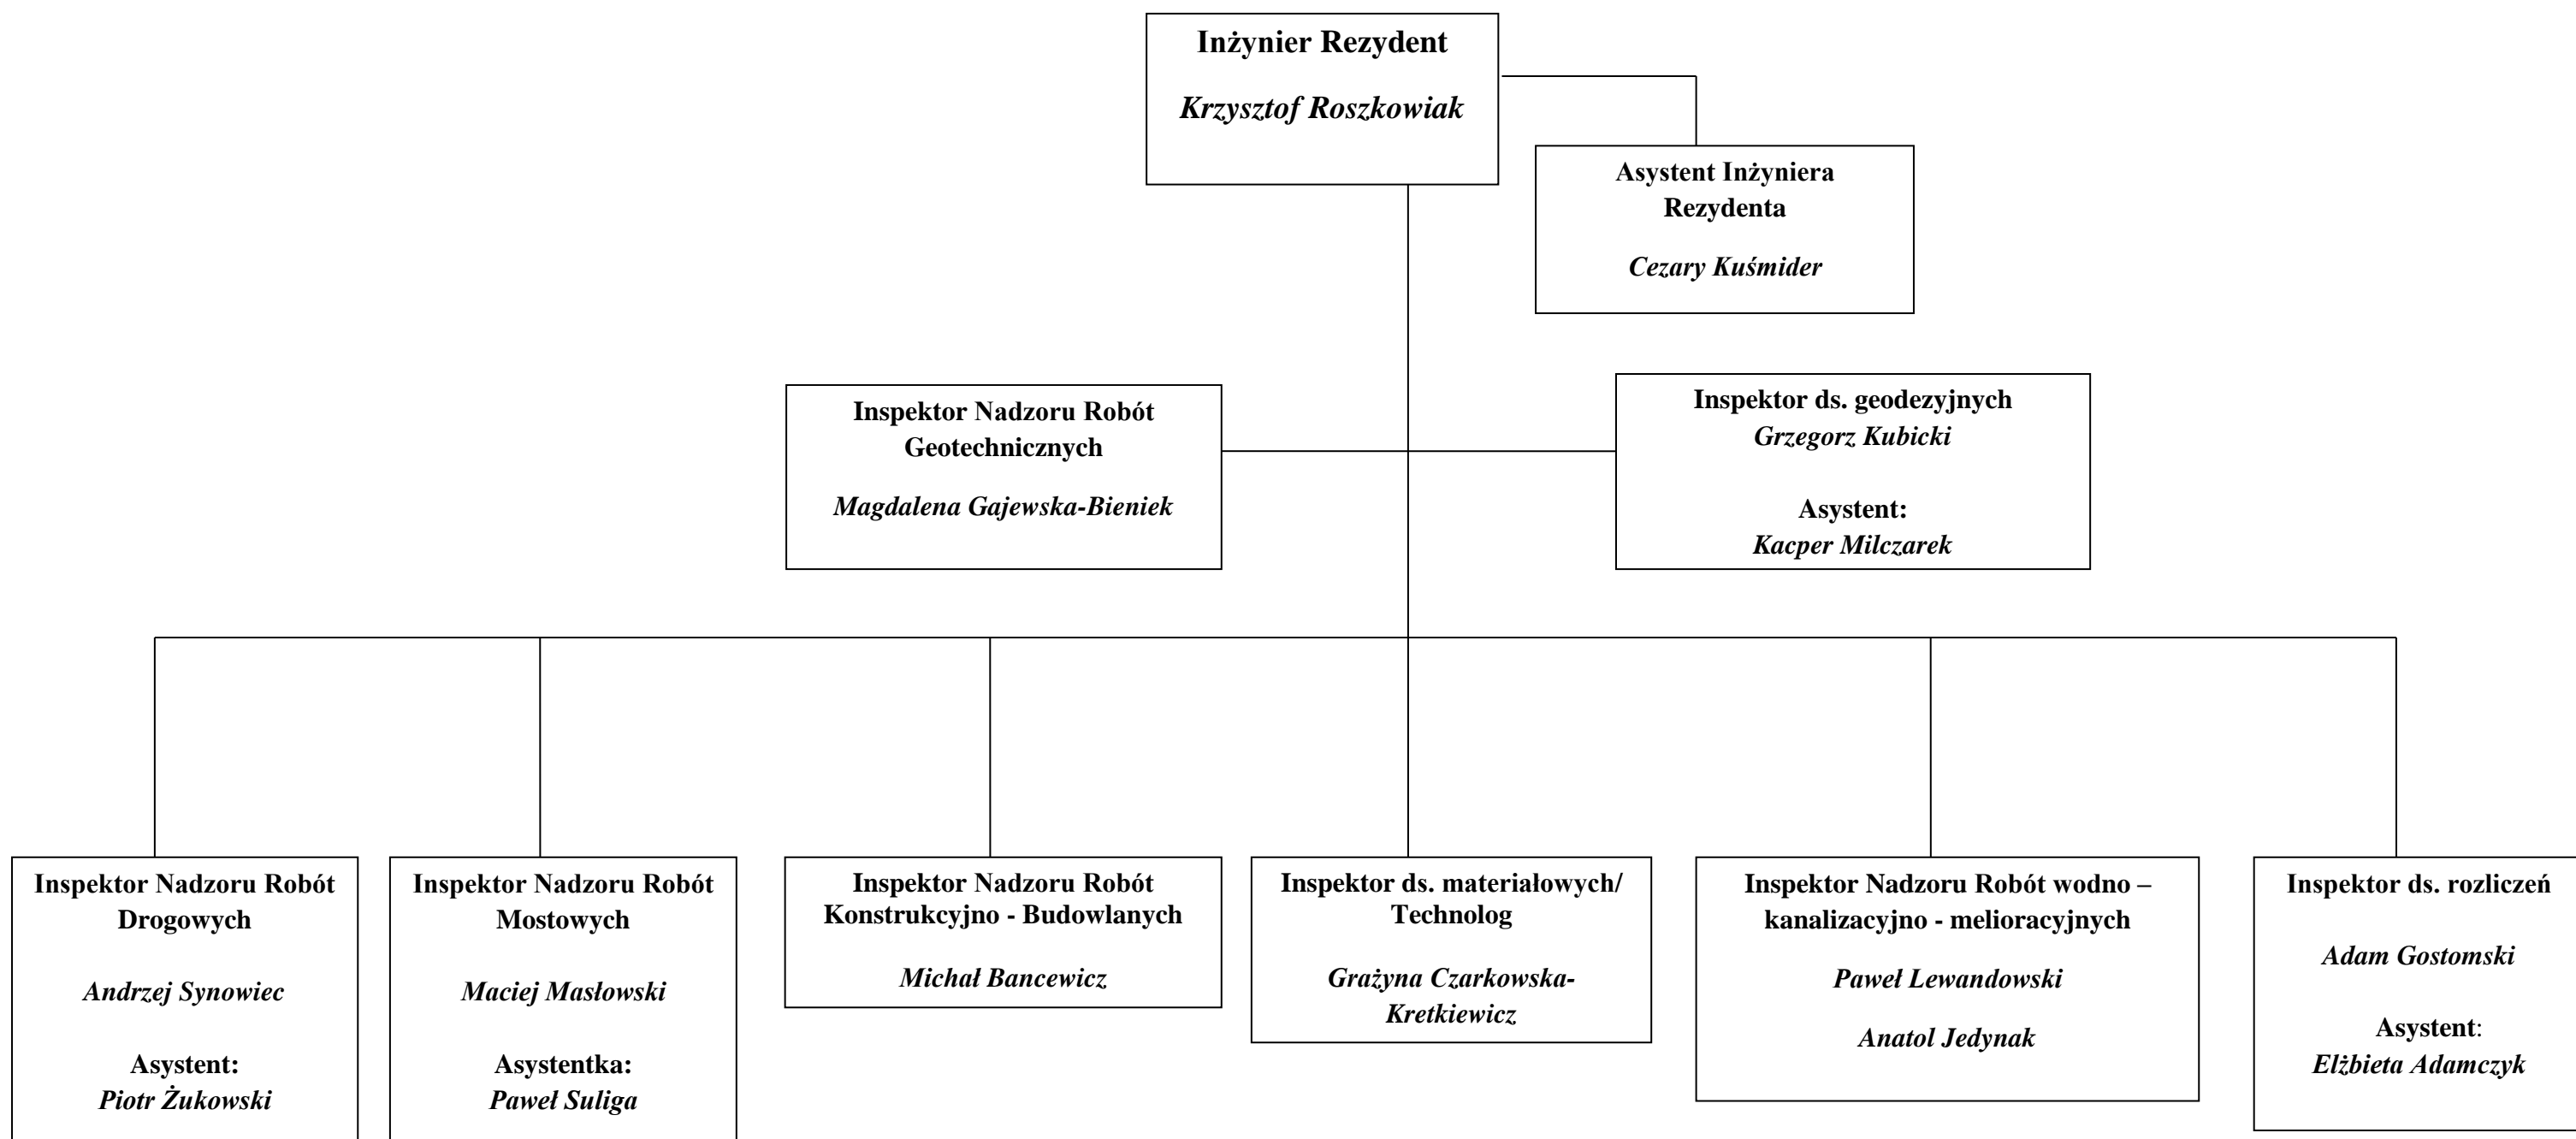 Inżynier Rezydent
Krzysztof Roszkowiak
Asystent Inżyniera
Rezydenta
Cezary Kuśmider
Inspektor Nadzoru Robót
Geotechnicznych
Magdalena Gajewska-Bieniek
Inspektor ds. geodezyjnych
Grzegorz Kubicki
Asystent:
Kacper Milczarek
Inspektor Nadzoru Robót
Drogowych
Andrzej Synowiec
Asystent:
Piotr Żukowski
Inspektor Nadzoru Robót
Mostowych
Maciej Masłowski
Asystentka:
Paweł Suliga
Inspektor Nadzoru Robót
Konstrukcyjno - Budowlanych
Michał Bancewicz
Inspektor ds. materiałowych/
Technolog
Grażyna Czarkowska-
Kretkiewicz
Inspektor Nadzoru Robót wodno –
kanalizacyjno - melioracyjnych
Paweł Lewandowski
Anatol Jedynak
Inspektor ds. rozliczeń
Adam Gostomski
Asystent:
Elżbieta Adamczyk